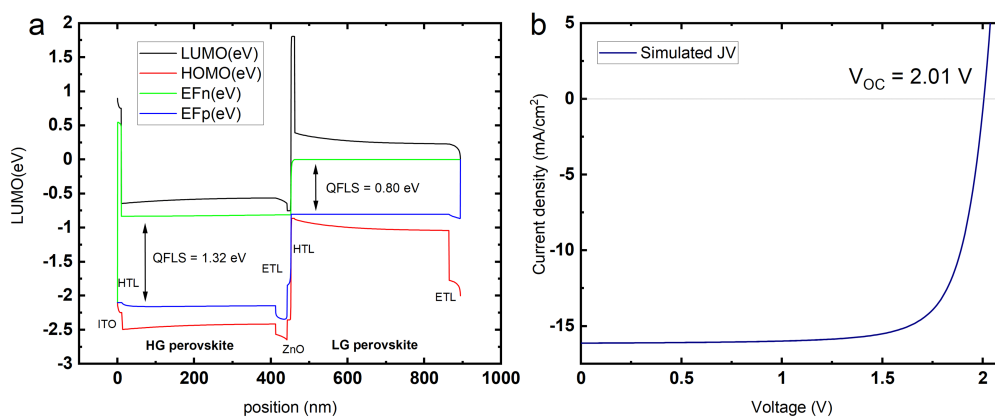 a
LUMO(eV)
HOMO(eV)
EFn(eV)
EFp(eV)
LUMO(eV)
2
1.5
1
0.5
0
-0.5
-1
-1.5
-2
-2.5
-3
QFLS = 0.80 eV
QFLS = 1.32 eV
HTL
ETL
HTL
ETL
ITO
HG perovskite
ZnO
LG perovskite
0
200
400
600
800
1000
position (nm)
b
Simulated JV
VOC = 2.01 V
Current density (mA/cm2)
5
0
-5
-10
-15
0
0.5
1
1.5
2
Voltage (V)